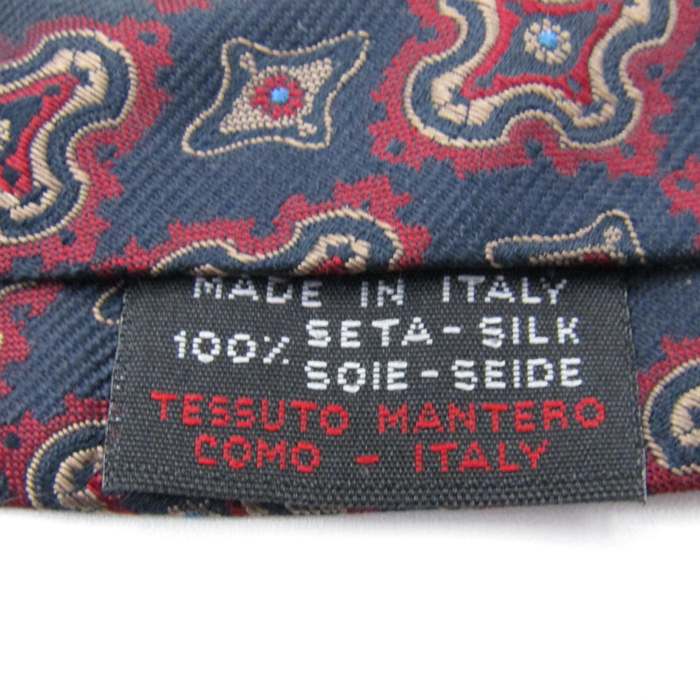 MADE IN ITALY
100% SETA-SILK
SOIE-SEIDE
TESSUTO MANTERO
COMO - ITALY